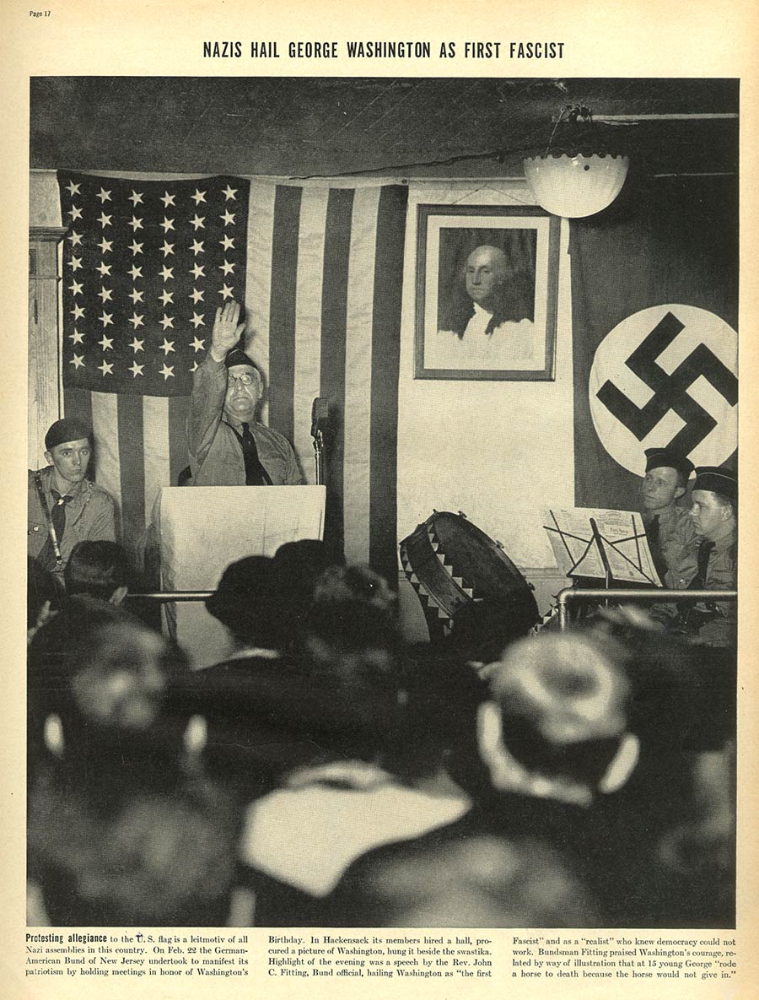 Page 17
NAZIS HAIL GEORGE WASHINGTON AS FIRST FASCIST
Protesting allegiance to the U. S. flag is a leitmotiv of all
Nazi assemblies in this country. On Feb. 22 the German-
American Bund of New Jersey undertook to manifest its
patriotism by holding meetings in honor of Washington's
Birthday. In Hackensack its members hired a hall, pro-
cured a picture of Washington, hung it beside the swastika.
Highlight of the evening was a speech by the Rev. John
C. Fitting, Bund official, hailing Washington as "the first
Fascist" and as a "realist" who knew democracy could not
work. Bundsman Fitting praised Washington's courage, re-
lated by way of illustration that at 15 young George "rode
a horse to death because the horse would not give in."